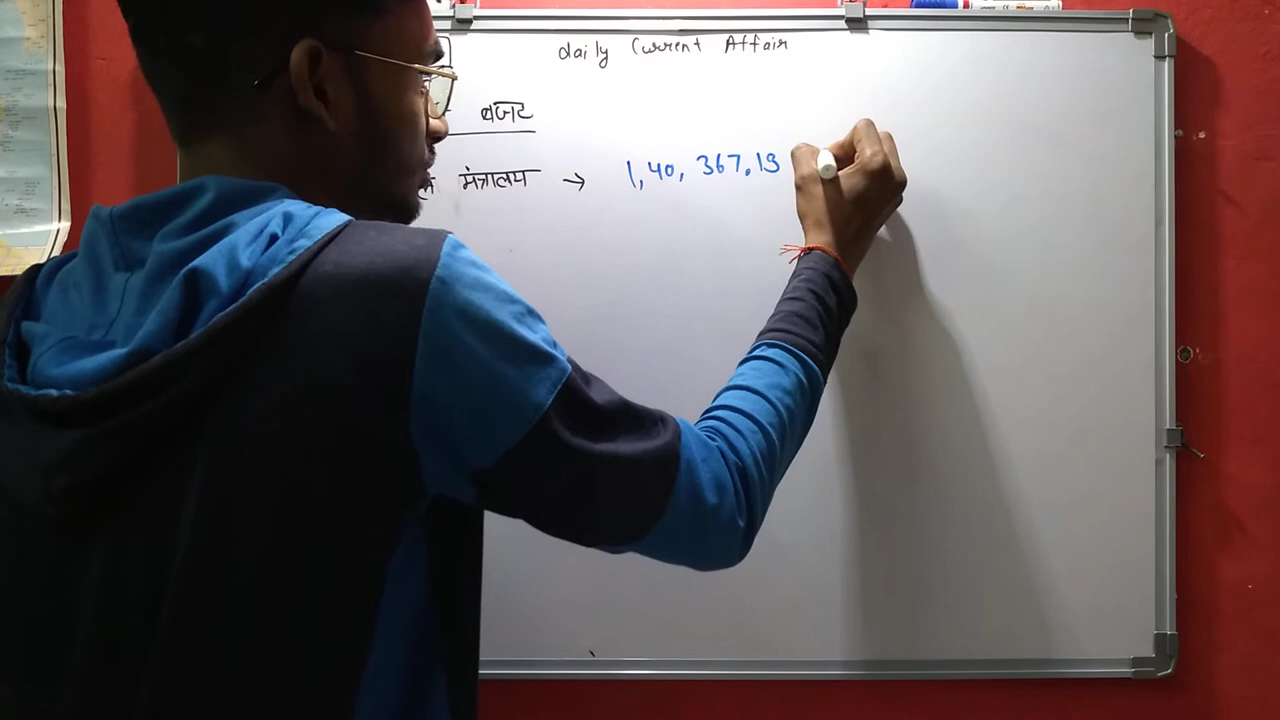 daily Current Affair
बजट
मंत्रालय → 1,40, 367.13